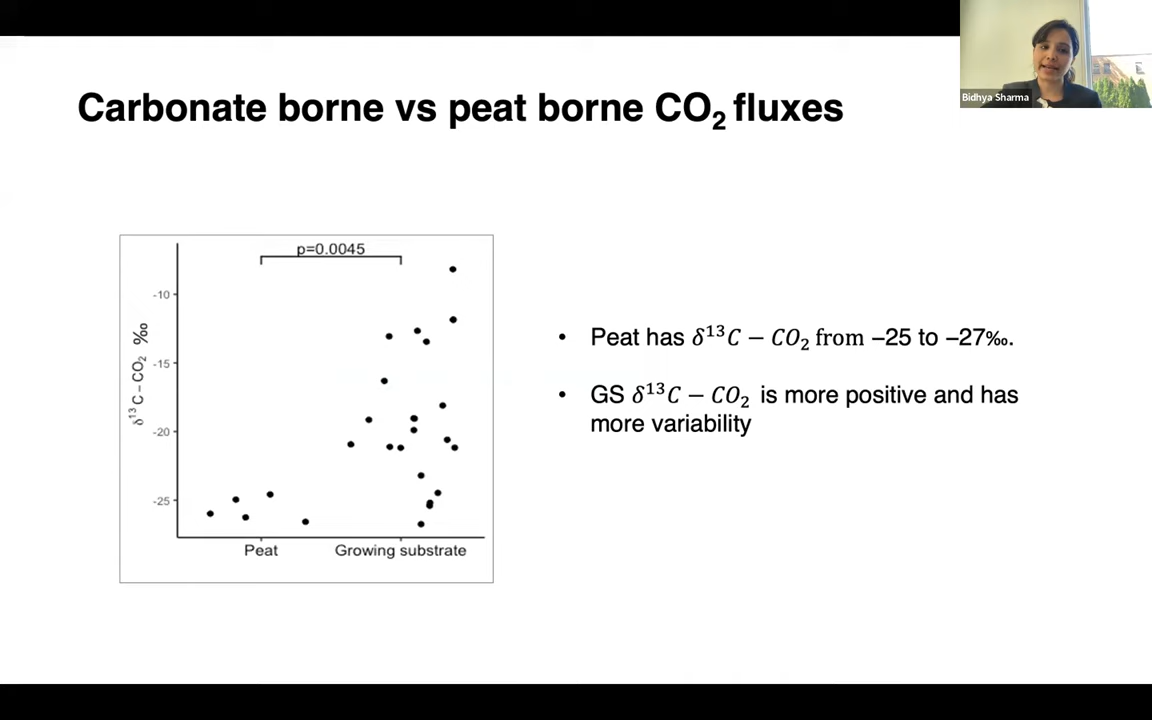 Bidhya Sharma
Carbonate borne vs peat borne CO₂ fluxes
p=0.0045
-10
-15
-20
-25
δ¹³ C – CO₂ ‰
Peat
Growing substrate
• Peat has δ¹³C − CO₂ from −25 to −27‰.
• GS δ¹³C − CO₂ is more positive and has
more variability